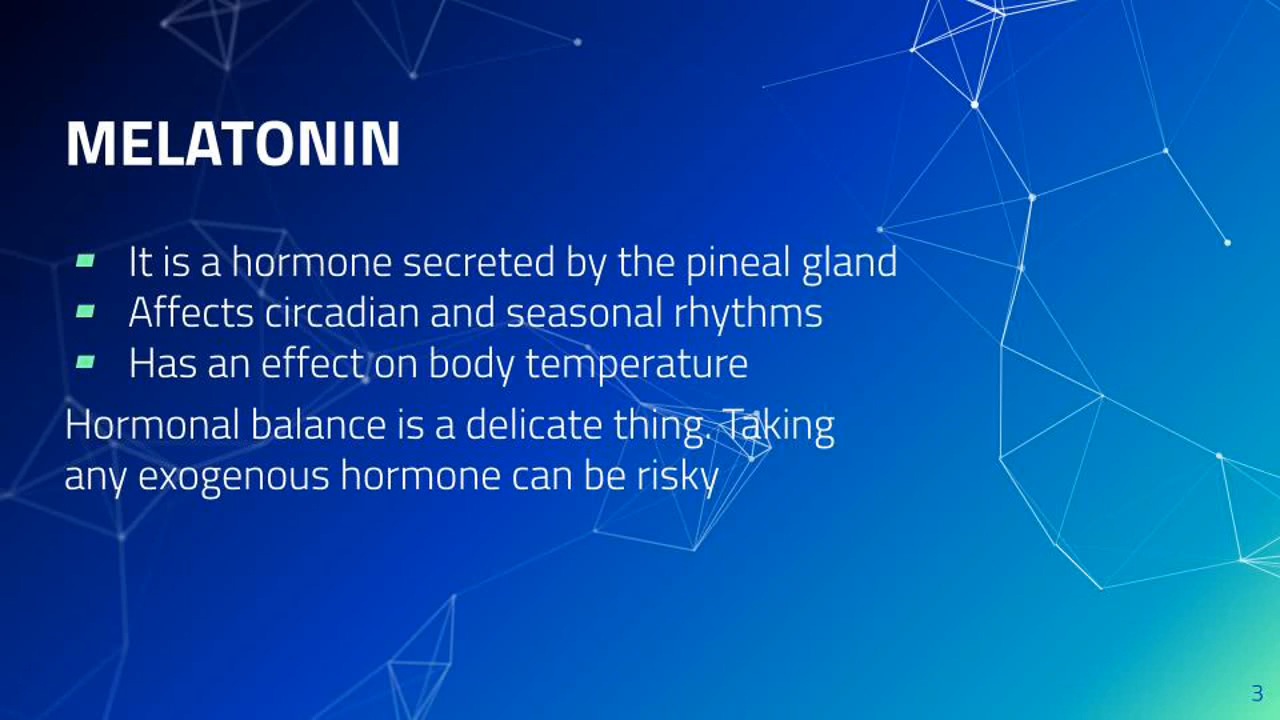 MELATONIN
It is a hormone secreted by the pineal gland
Affects circadian and seasonal rhythms
Has an effect on body temperature
Hormonal balance is a delicate thing. Taking
any exogenous hormone can be risky
3